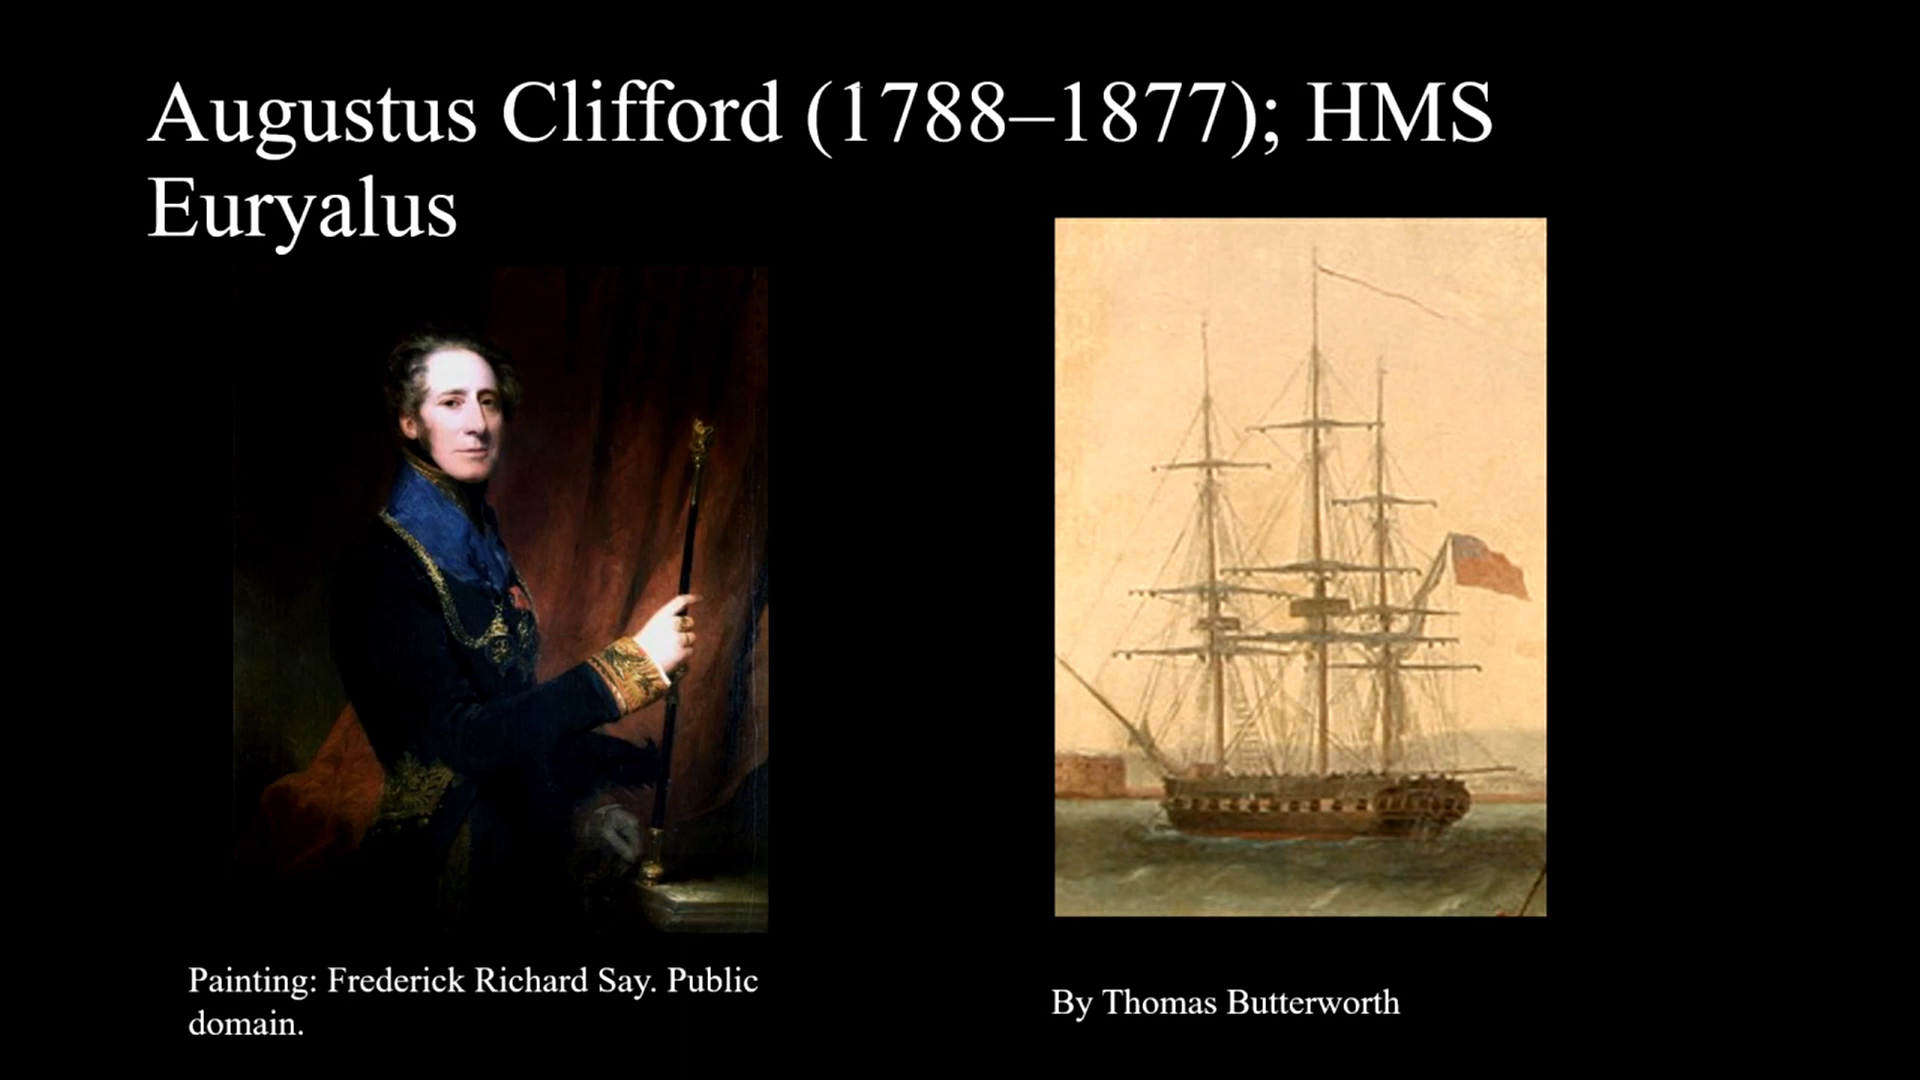 Augustus Clifford (1788–1877); HMS
Euryalus
Painting: Frederick Richard Say. Public
domain.
By Thomas Butterworth